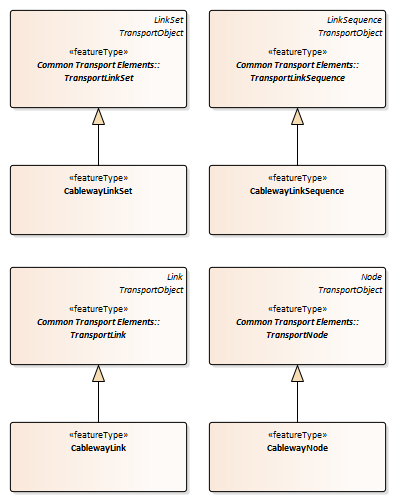 LinkSet
TransportObject
«featureType»
Common Transport Elements::
TransportLinkSet
LinkSequence
TransportObject
«featureType»
Common Transport Elements::
TransportLinkSequence
«featureType»
CablewayLinkSet
«featureType»
CablewayLinkSequence
Link
TransportObject
«featureType»
Common Transport Elements::
TransportLink
Node
TransportObject
«featureType»
Common Transport Elements::
TransportNode
«featureType»
CablewayLink
«featureType»
CablewayNode